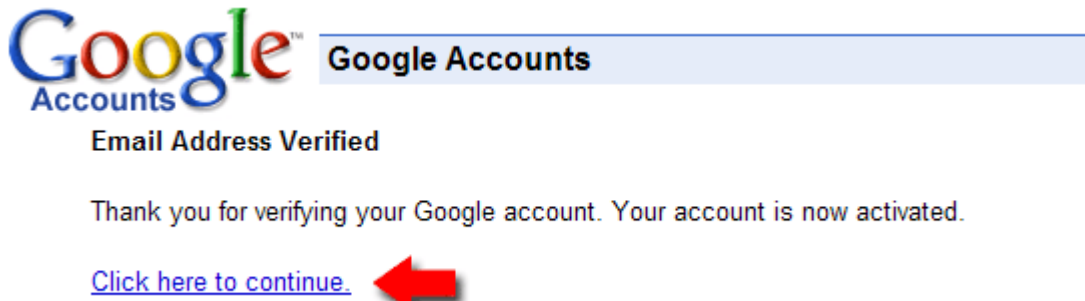 Google™
Accounts
Google Accounts
Email Address Verified
Thank you for verifying your Google account. Your account is now activated.
Click here to continue.